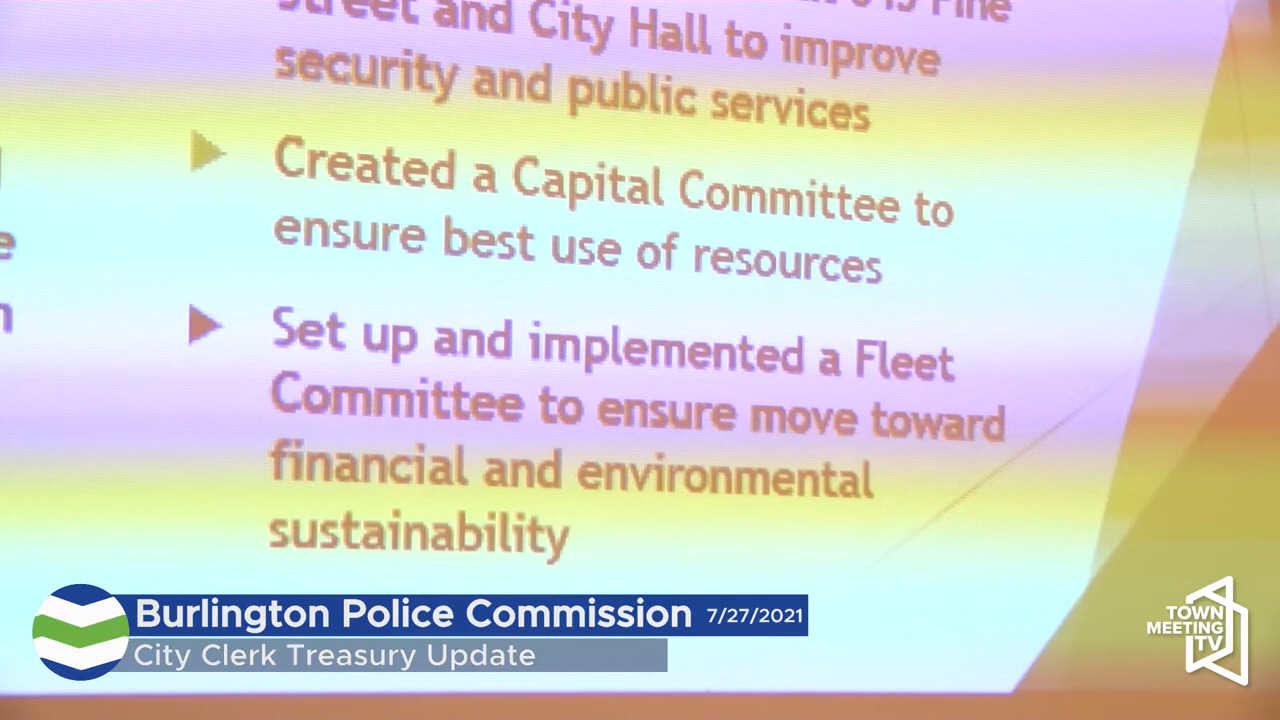 Street and City Hall to improve
security and public services
Created a Capital Committee to
ensure best use of resources
Set up and implemented a Fleet
Committee to ensure move toward
financial and environmental
sustainability
Burlington Police Commission 7/27/2021
City Clerk Treasury Update
TOWN
MEETING
TV